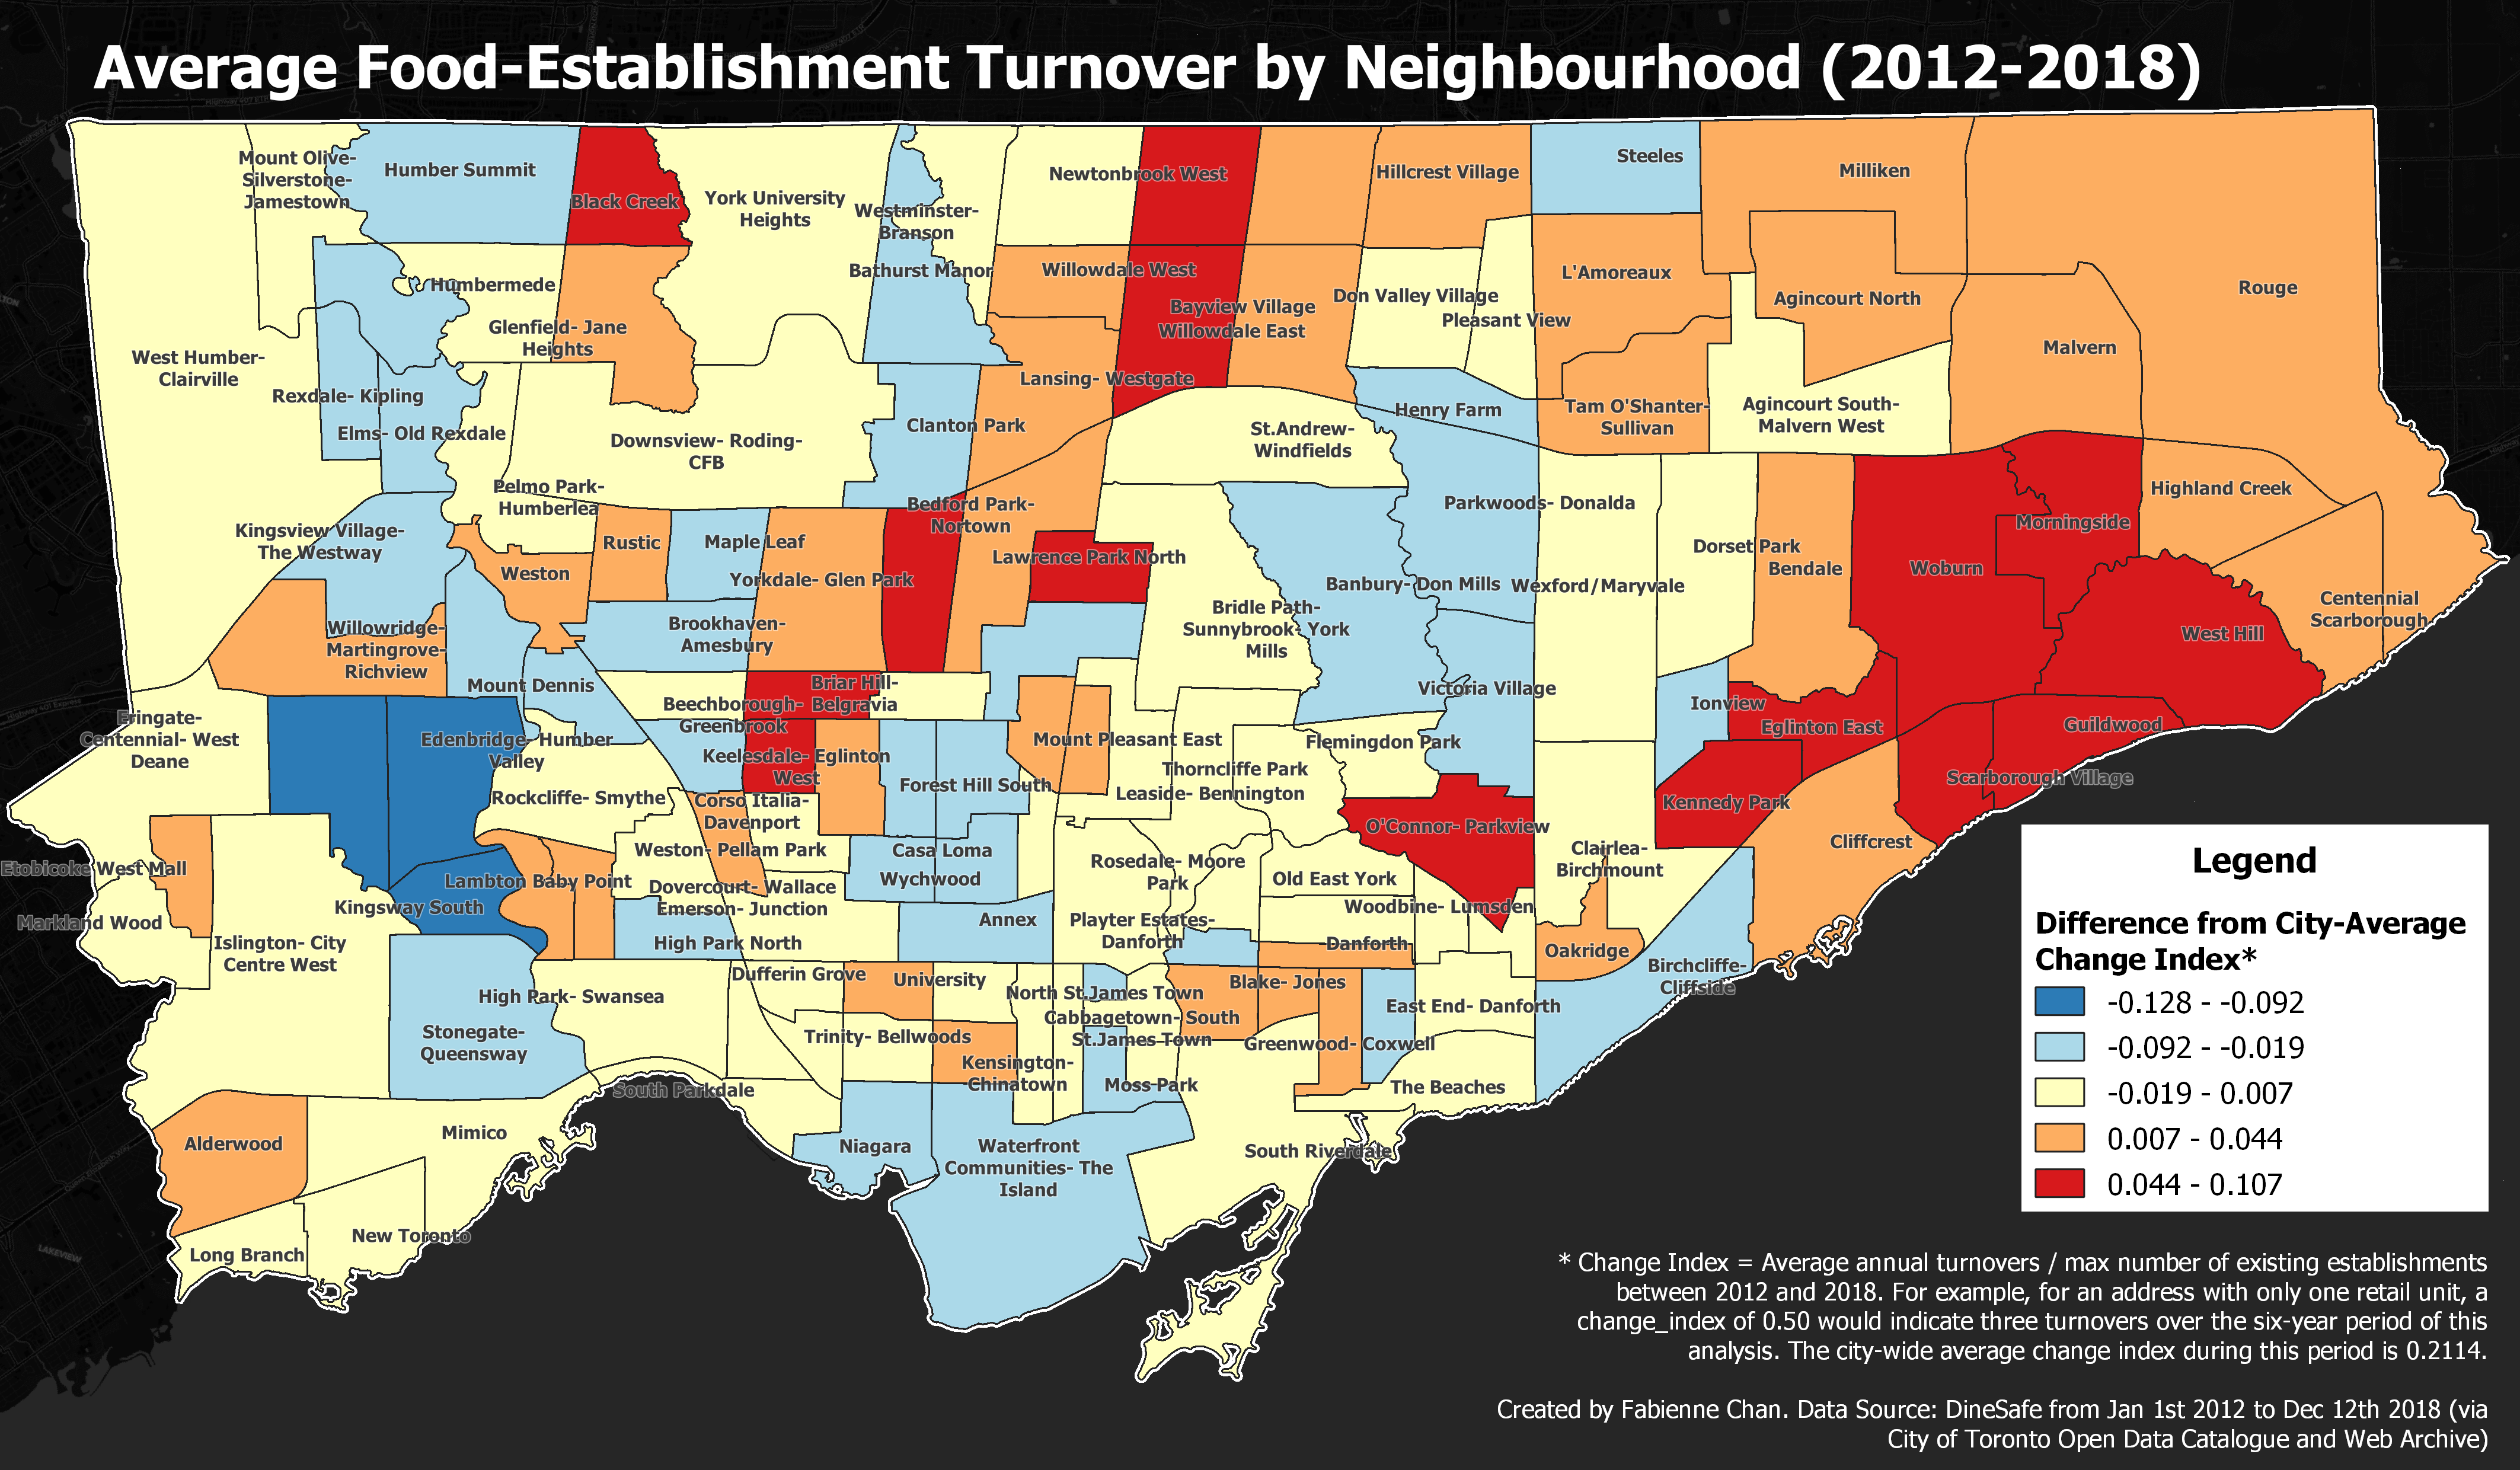 Average Food-Establishment Turnover by Neighbourhood (2012-2018)
Mount Olive-
Silverstone-
Jamestown
Humber Summit
Black Creek
York University
Heights
Westminster-
Branson
Bathurst Manor
Newtonbrook West
Hillcrest Village
Steeles
Milliken
Rouge
Humbermede
Willowdale West
Bayview Village
Willowdale East
Don Valley Village
Pleasant View
L'Amoreaux
Agincourt North
Malvern
Glenfield- Jane
Heights
West Humber-
Clairville
Rexdale- Kipling
Elms- Old Rexdale
Lansing- Westgate
Clanton Park
Henry Farm
Tam O'Shanter-
Sullivan
Agincourt South-
Malvern West
Downsview- Roding-
CFB
St.Andrew-
Windfields
Pelmo Park-
Humberlea
Bedford Park-
Nortown
Parkwoods- Donalda
Highland Creek
Morningside
Kingsview Village-
The Westway
Rustic
Maple Leaf
Weston
Yorkdale- Glen Park
Lawrence Park North
Dorset Park
Bendale
Woburn
Banbury- Don Mills
Wexford/Maryvale
Bridle Path-
Sunnybrook- York
Mills
Centennial
Scarborough
West Hill
Willowridge-
Martingrove-
Richview
Brookhaven-
Amesbury
Mount Dennis
Briar Hill-
Belgravia
Beechborough-
Greenbrook
Victoria Village
Ionview
Eglinton East
Guildwood
Eringate-
Centennial- West
Deane
Edenbridge- Humber
Valley
Keelesdale- Eglinton
West
Mount Pleasant East
Flemingdon Park
Thorncliffe Park
Leaside- Bennington
Forest Hill South
Scarborough Village
Rockcliffe- Smythe
Corso Italia-
Davenport
Kennedy Park
O'Connor- Parkview
Cliffcrest
Clairlea-
Birchmount
Weston- Pellam Park
Casa Loma
Wychwood
Rosedale- Moore
Park
Old East York
Etobicoke West Mall
Lambton Baby Point
Dovercourt- Wallace
Emerson- Junction
Kingsway South
Woodbine- Lumsden
Markland Wood
Annex
Playter Estates-
Danforth
Danforth
Oakridge
Islington- City
Centre West
High Park North
Birchcliffe-
Cliffside
Dufferin Grove
University
Blake- Jones
High Park- Swansea
North St.James Town
Cabbagetown- South
St.James Town
East End- Danforth
Stonegate-
Queensway
Trinity- Bellwoods
Greenwood- Coxwell
Kensington-
Chinatown
Moss Park
The Beaches
South Parkdale
Alderwood
Mimico
Niagara
Waterfront
Communities- The
Island
South Riverdale
New Toronto
Long Branch
Legend
Difference from City-Average
Change Index*
-0.128 - -0.092
-0.092 - -0.019
-0.019 - 0.007
0.007 - 0.044
0.044 - 0.107
* Change Index = Average annual turnovers / max number of existing establishments
between 2012 and 2018. For example, for an address with only one retail unit, a
change_index of 0.50 would indicate three turnovers over the six-year period of this
analysis. The city-wide average change index during this period is 0.2114.
Created by Fabienne Chan. Data Source: DineSafe from Jan 1st 2012 to Dec 12th 2018 (via
City of Toronto Open Data Catalogue and Web Archive)